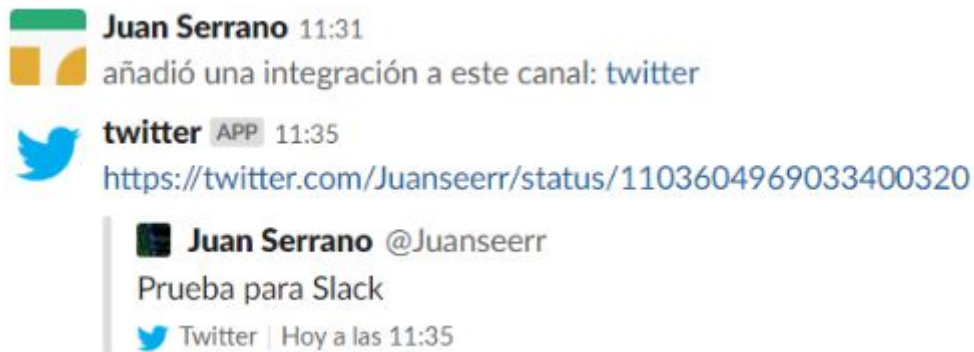 Juan Serrano 11:31
añadió una integración a este canal: twitter
twitter APP 11:35
https://twitter.com/Juanseerr/status/1103604969033400320
Juan Serrano @Juanseerr
Prueba para Slack
Twitter | Hoy a las 11:35